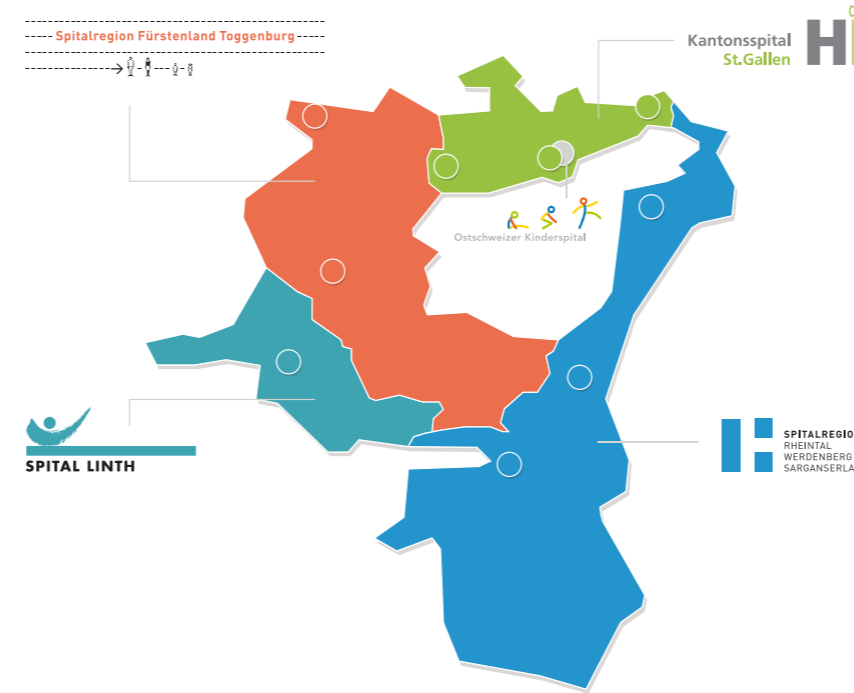 Spitalregion Fürstenland Toggenburg
Kantonsspital
St.Gallen
Ostschweizer Kinderspital
SPITAL LINTH
SPITALREGIO
RHEINTAL
WERDENBERG
SARGANSERLA